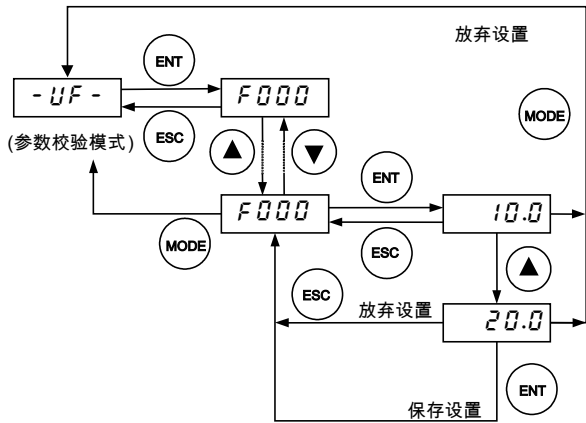 放弃设置
ENT
- UF -
F000
MODE
ESC
(参数校验模式)
▲
▼
ENT
F000
10.0
MODE
ESC
▲
ESC
放弃设置
20.0
ENT
保存设置